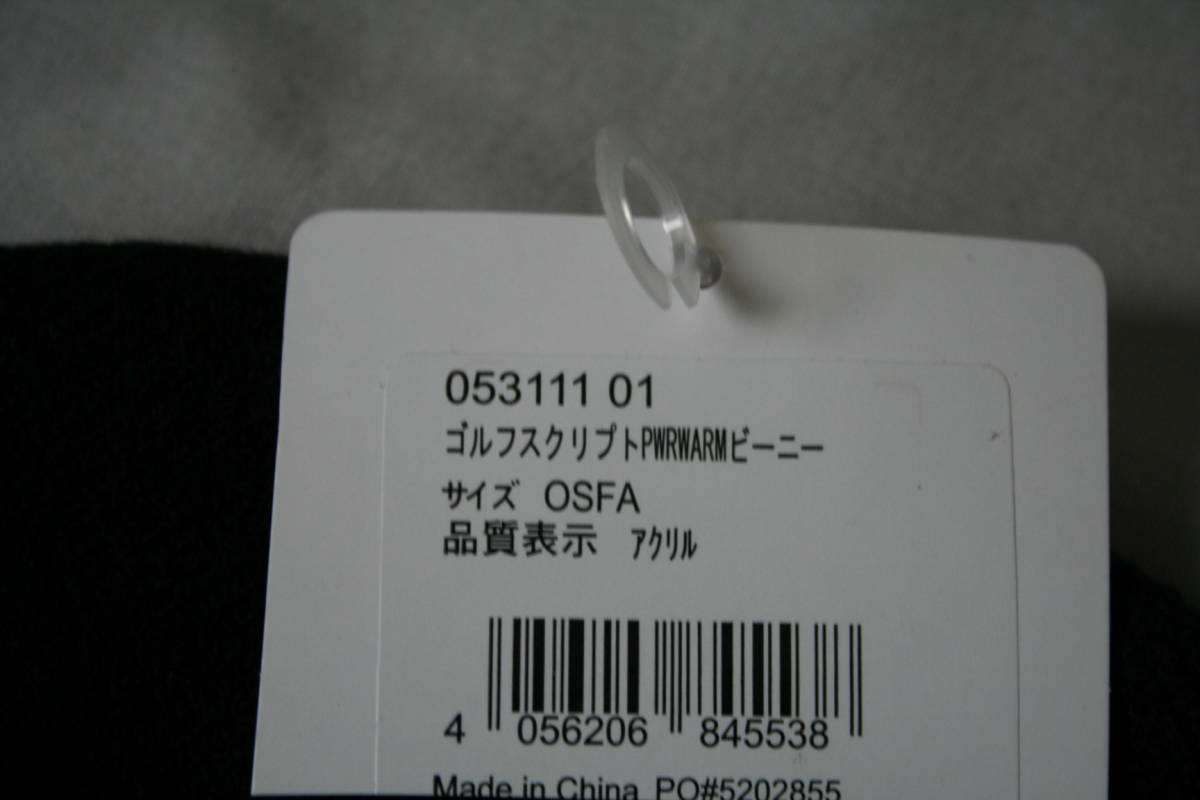 053111 01
ゴルフスクリプトPWRWARMビーニー
サイズ OSFA
品質表示 アクリル
4 056206 845538
Made in China PO#5202855